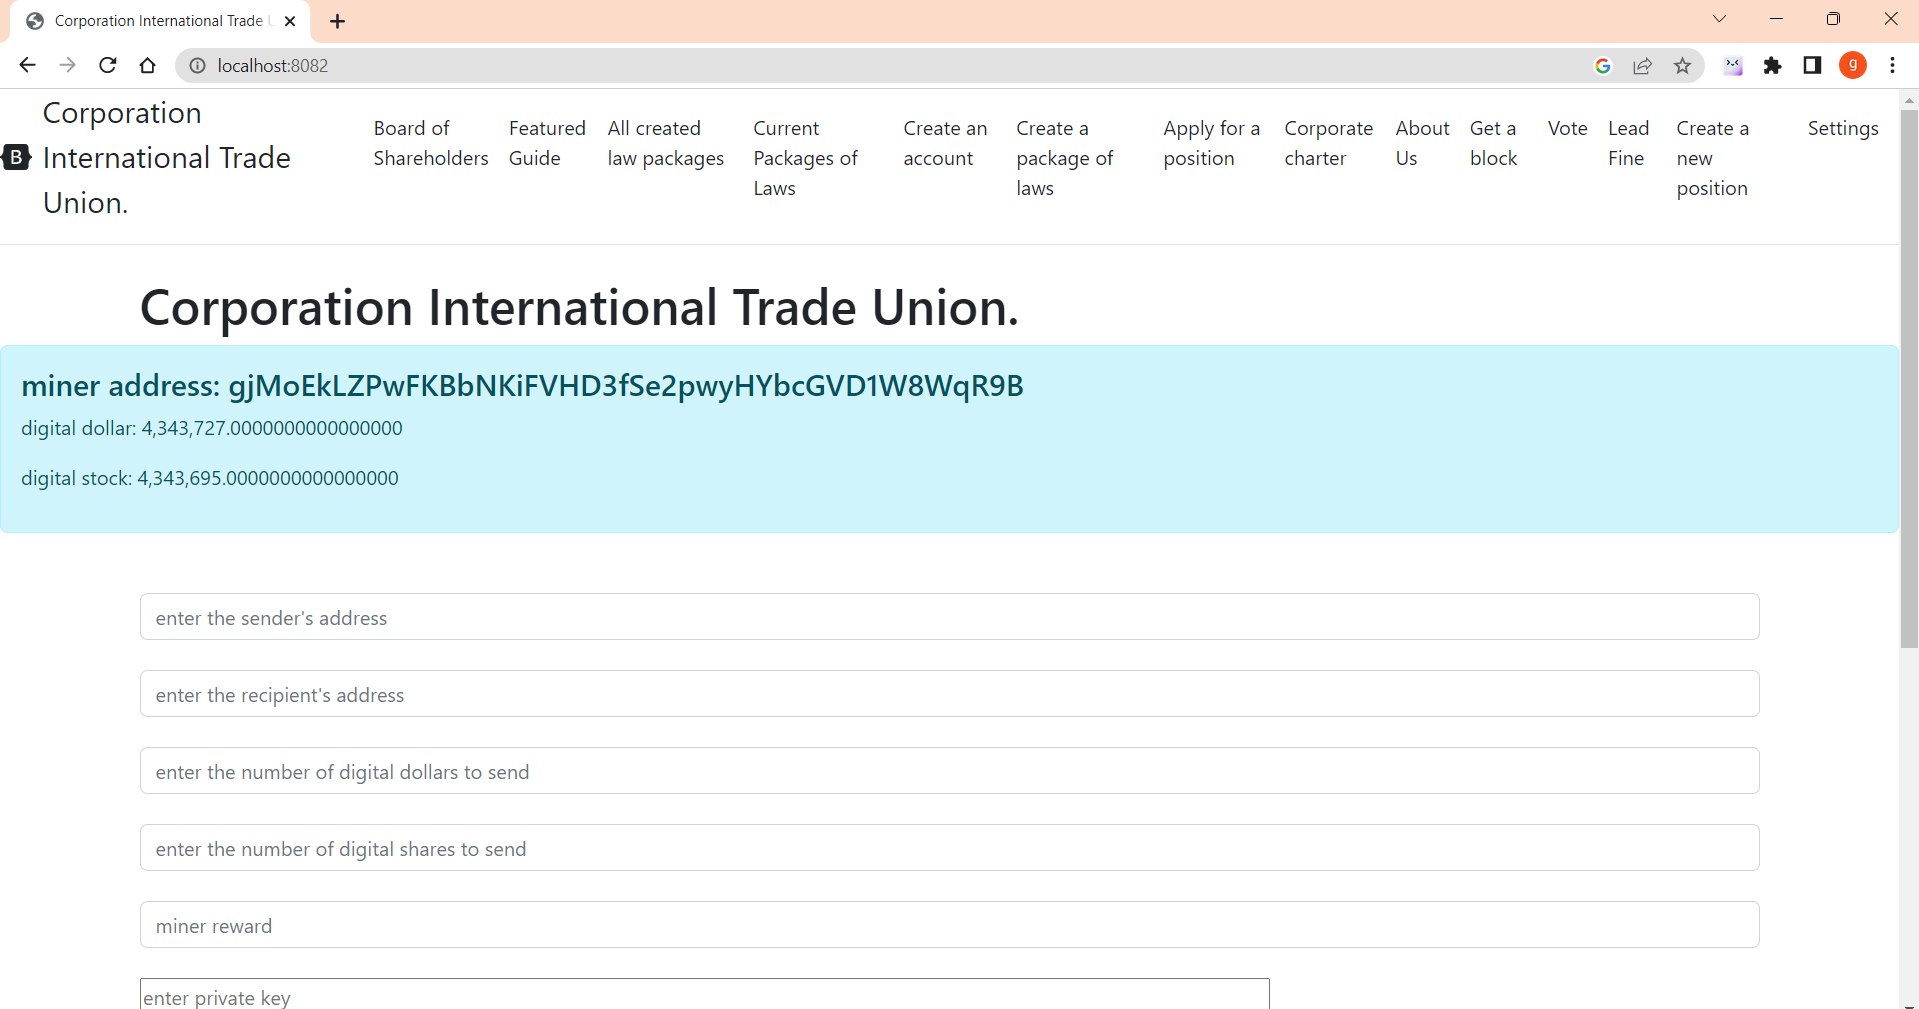 Corporation International Trade
localhost:8082
g
B
Corporation
International Trade
Union.
Board of
Shareholders
Featured
Guide
All created
law packages
Current
Packages of
Laws
Create an
account
Create a
package of
laws
Apply for a
position
Corporate
charter
About
Us
Get a
block
Vote
Lead
Fine
Create a
new
position
Settings
Corporation International Trade Union.
miner address: gjMoEkLZPwFKBbNKiFVHD3fSe2pwyHYbcGVD1W8WqR9B
digital dollar: 4,343,727.0000000000000000
digital stock: 4,343,695.0000000000000000
enter the sender's address
enter the recipient's address
enter the number of digital dollars to send
enter the number of digital shares to send
miner reward
enter private key